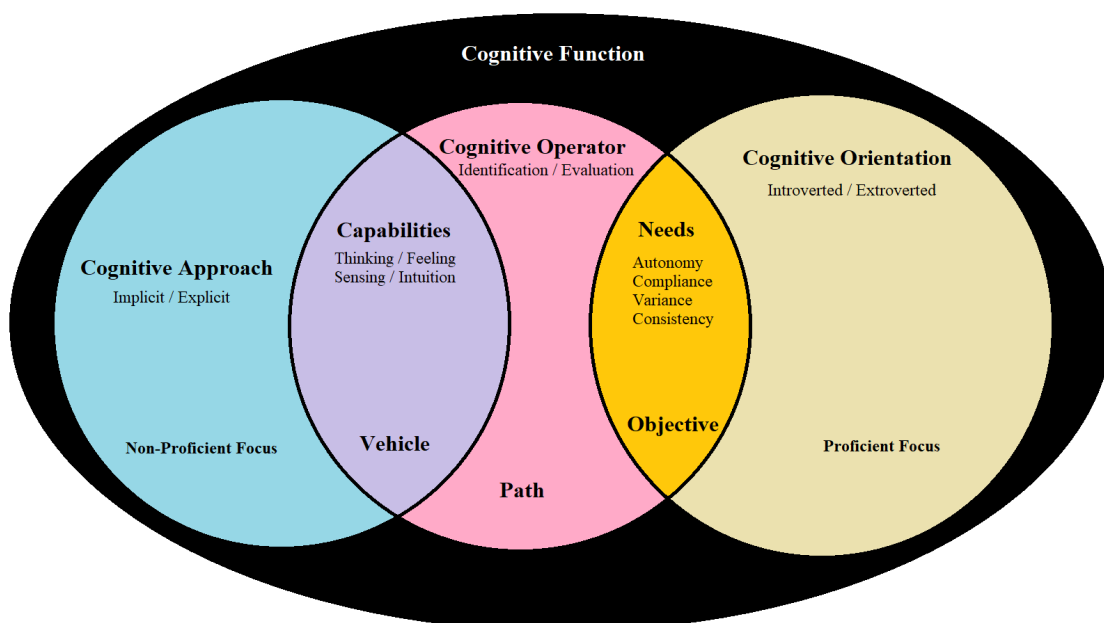 Cognitive Function
Cognitive Approach
Implicit / Explicit
Non-Proficient Focus
Capabilities
Thinking / Feeling
Sensing / Intuition
Vehicle
Cognitive Operator
Identification / Evaluation
Path
Needs
Autonomy
Compliance
Variance
Consistency
Objective
Cognitive Orientation
Introverted / Extroverted
Proficient Focus